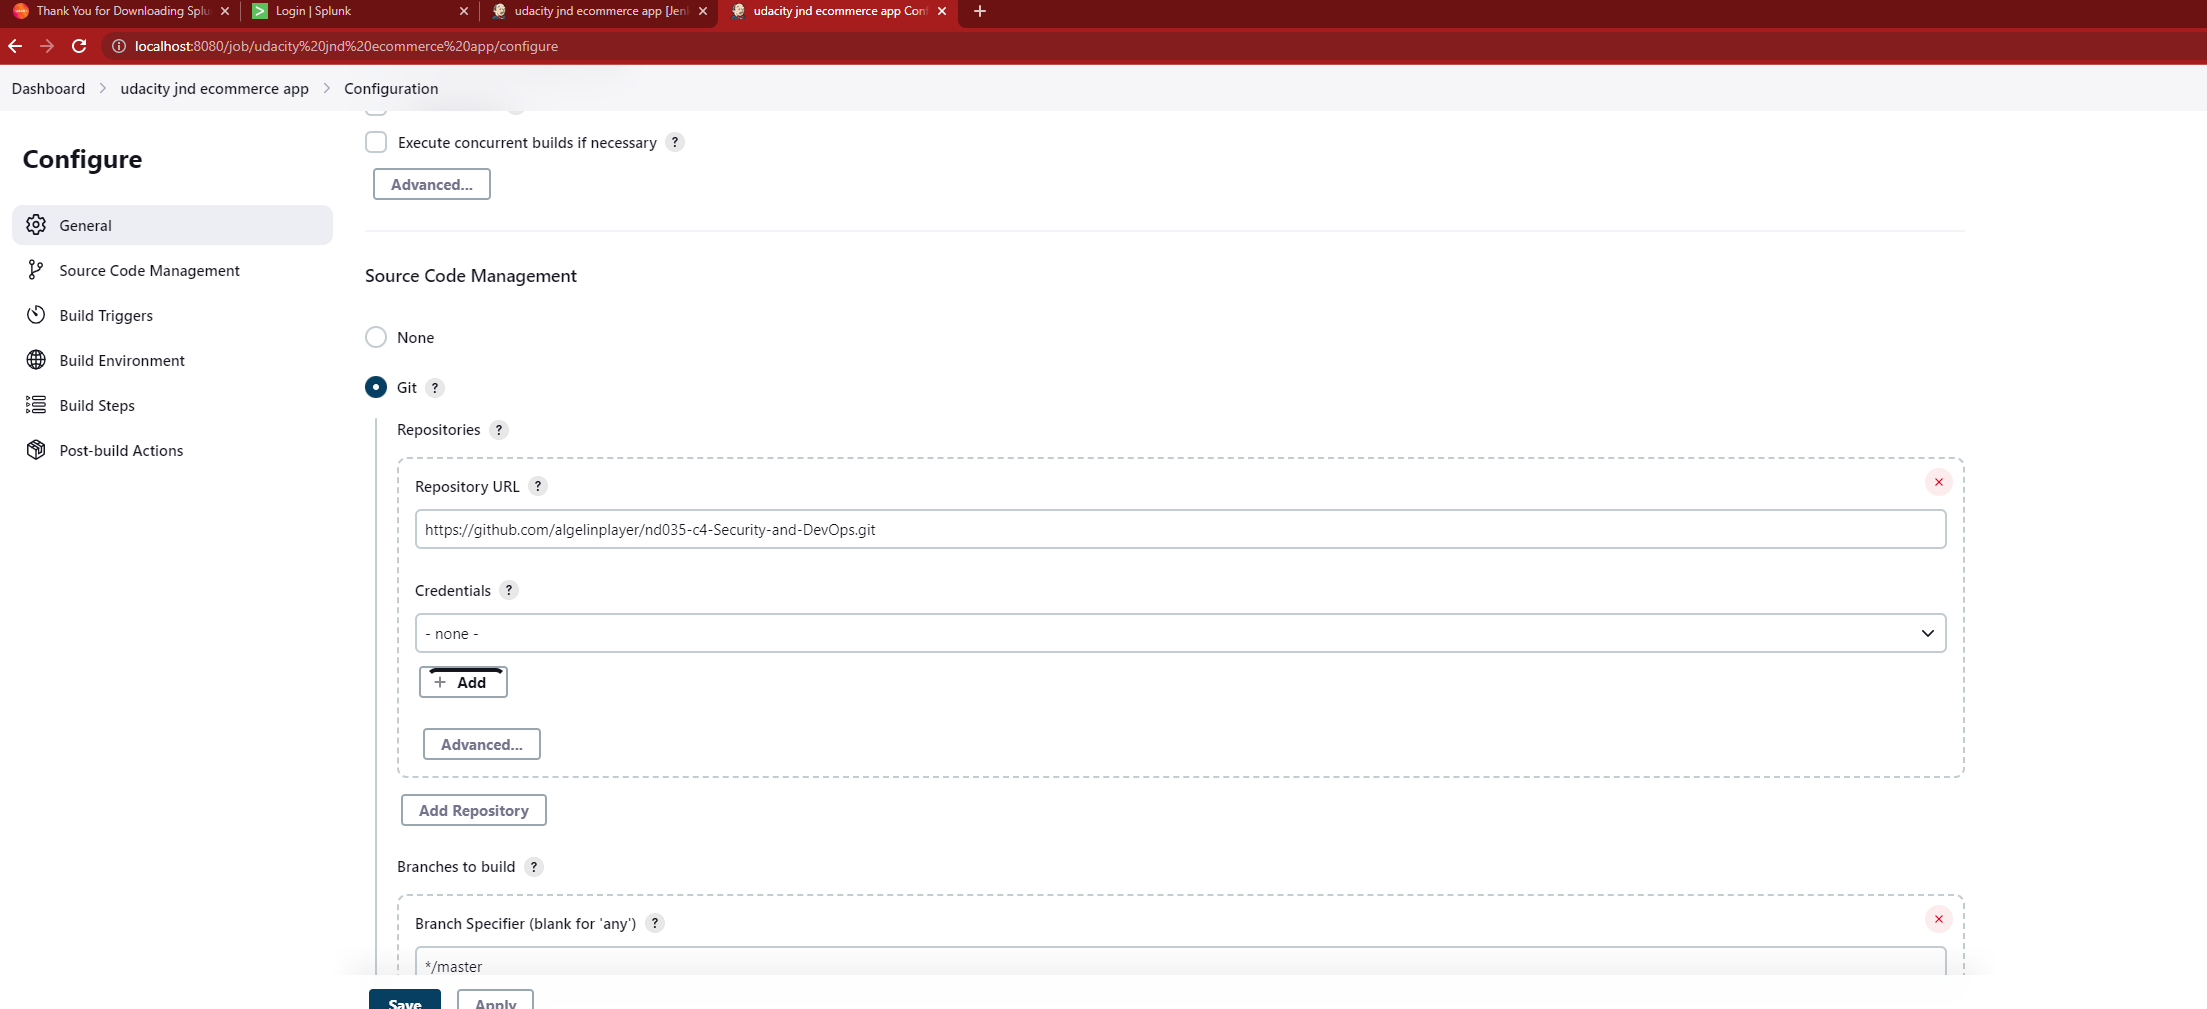 Thank You for Downloading Splu
Login | Splunk
udacity jnd ecommerce app [Jen
udacity jnd ecommerce app Con
localhost:8080/job/udacity%20jnd%20ecommerce%20app/configure
Dashboard
udacity jnd ecommerce app
Configuration
Configure
General
Source Code Management
Build Triggers
Build Environment
Build Steps
Post-build Actions
Execute concurrent builds if necessary ?
Advanced...
Source Code Management
None
Git ?
Repositories ?
Repository URL ?
https://github.com/algelinplayer/nd035-c4-Security-and-DevOps.git
Credentials ?
- none -
+ Add
Advanced...
Add Repository
Branches to build ?
Branch Specifier (blank for 'any') ?
*/master
Save
Apply